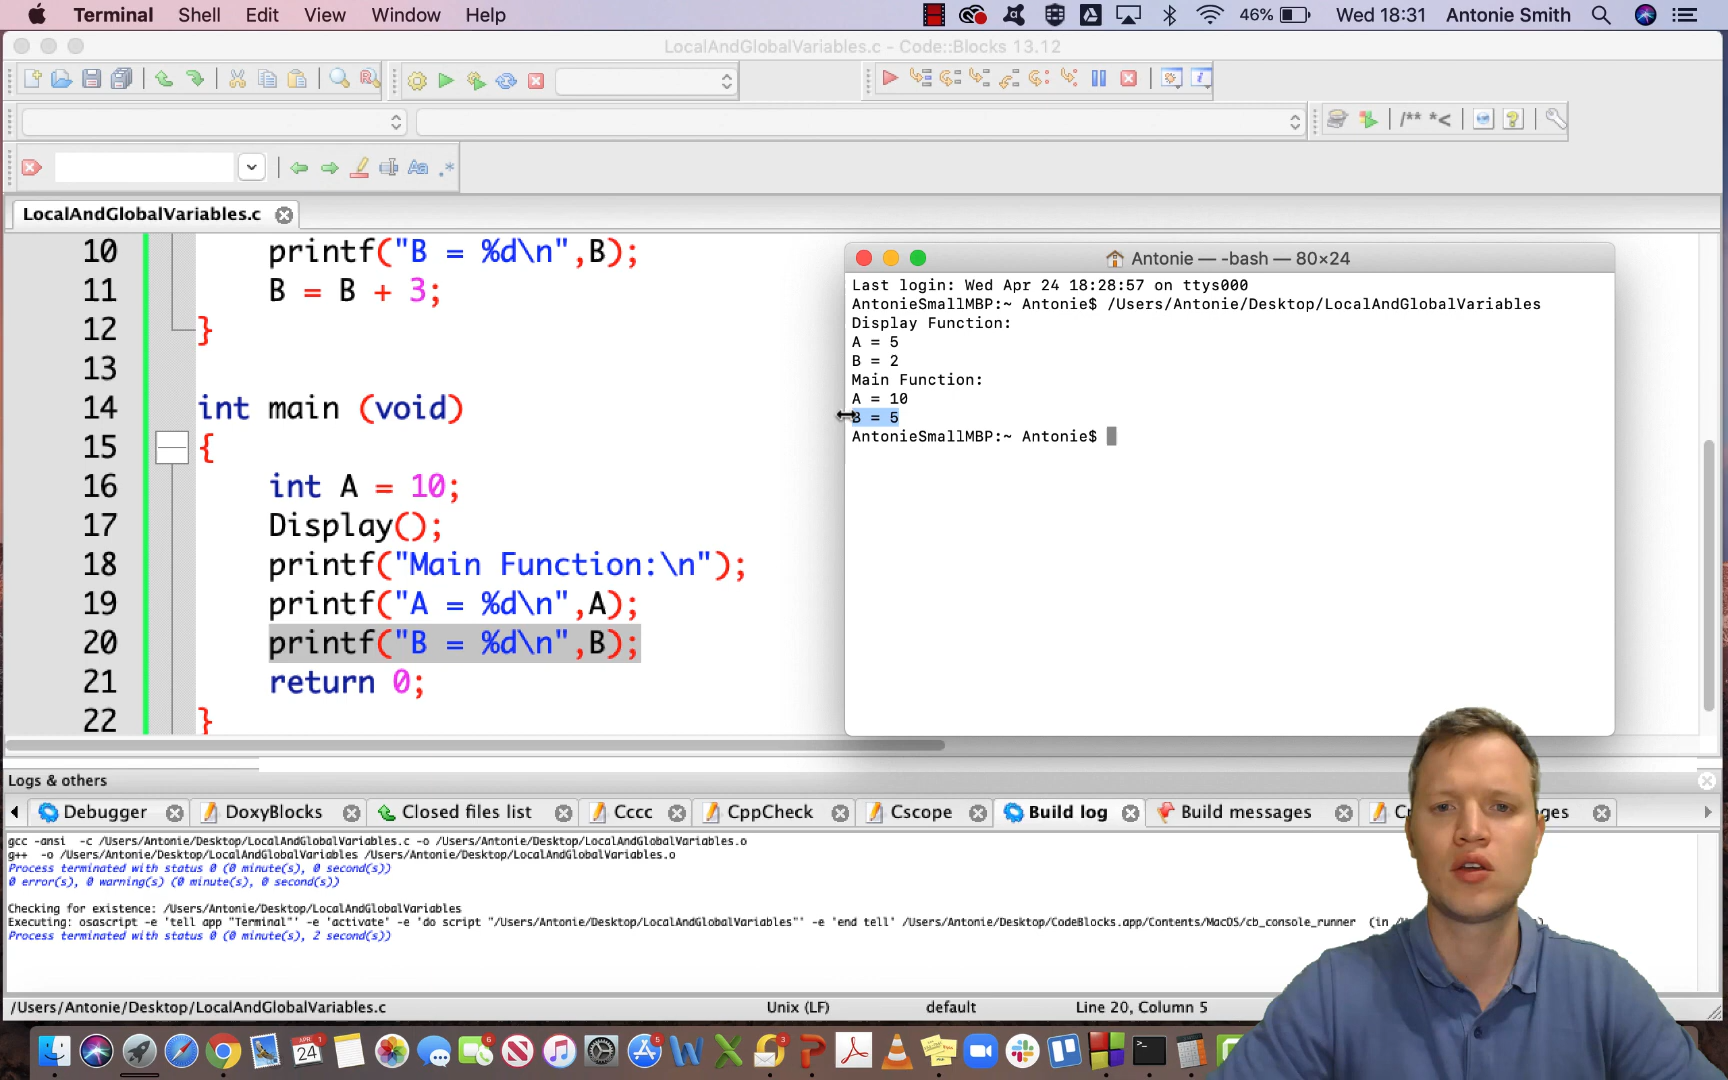 Terminal Shell Edit View Window Help 46% Wed 18:31 Antonie Smith
LocalAndGlobalVariables.c - Code::Blocks 13.12
/** *<
LocalAndGlobalVariables.c
10 printf("B = %d\n",B);
11 B = B + 3;
12 }
13
14 int main (void)
15 {
16 int A = 10;
17 Display();
18 printf("Main Function:\n");
19 printf("A = %d\n",A);
20 printf("B = %d\n",B);
21 return 0;
22 }
Antonie — -bash — 80×24
Last login: Wed Apr 24 18:28:57 on ttys000
AntonieSmallMBP:~ Antonie$ /Users/Antonie/Desktop/LocalAndGlobalVariables
Display Function:
A = 5
B = 2
Main Function:
A = 10
B = 5
AntonieSmallMBP:~ Antonie$
Logs & others
Debugger DoxyBlocks Closed files list Cccc CppCheck Cscope Build log Build messages
gcc -ansi -c /Users/Antonie/Desktop/LocalAndGlobalVariables.c -o /Users/Antonie/Desktop/LocalAndGlobalVariables.o
g++ -o /Users/Antonie/Desktop/LocalAndGlobalVariables /Users/Antonie/Desktop/LocalAndGlobalVariables.o
Process terminated with status 0 (0 minute(s), 0 second(s))
0 error(s), 0 warning(s) (0 minute(s), 0 second(s))
Checking for existence: /Users/Antonie/Desktop/LocalAndGlobalVariables
Executing: osascript -e 'tell app "Terminal"' -e 'activate' -e 'do script "/Users/Antonie/Desktop/LocalAndGlobalVariables"' -e 'end tell' /Users/Antonie/Desktop/CodeBlocks.app/Contents/MacOS/cb_console_runner (in
Process terminated with status 0 (0 minute(s), 2 second(s))
/Users/Antonie/Desktop/LocalAndGlobalVariables.c Unix (LF) default Line 20, Column 5